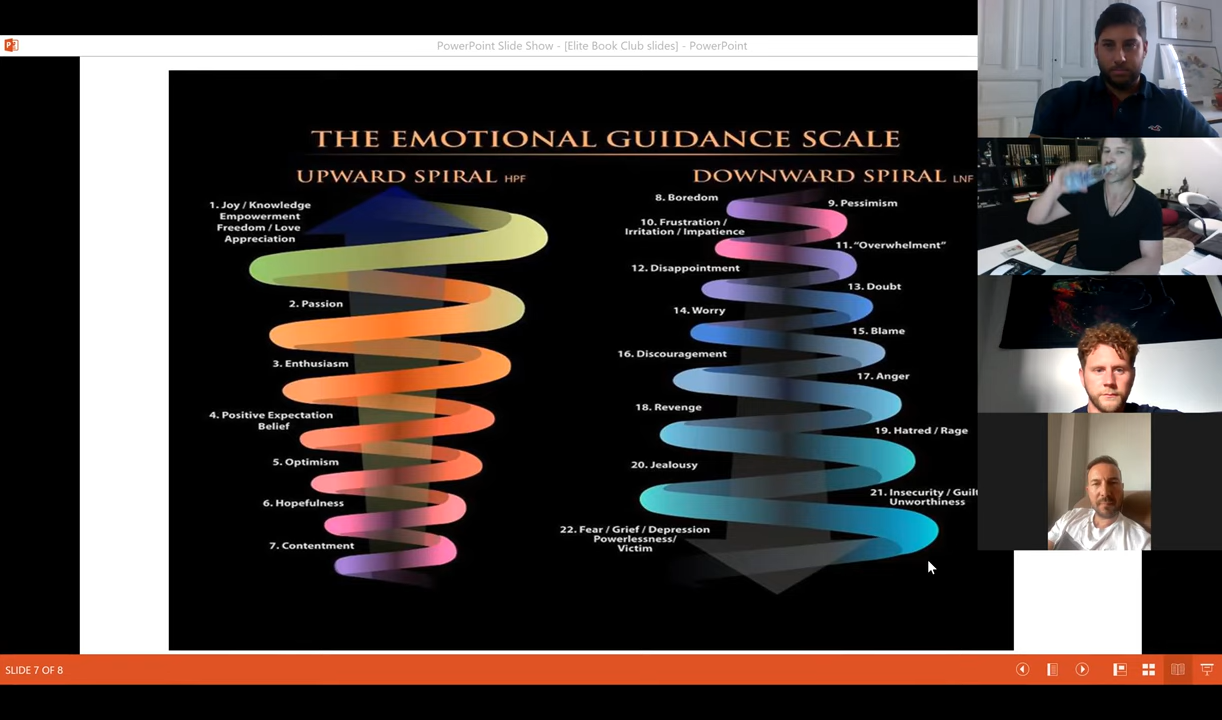 PowerPoint Slide Show - [Elite Book Club slides] - PowerPoint
THE EMOTIONAL GUIDANCE SCALE
UPWARD SPIRAL HPF
1. Joy / Knowledge
Empowerment
Freedom / Love
Appreciation
2. Passion
3. Enthusiasm
4. Positive Expectation
Belief
5. Optimism
6. Hopefulness
7. Contentment
DOWNWARD SPIRAL LNF
8. Boredom
9. Pessimism
10. Frustration /
Irritation / Impatience
11. “Overwhelment”
12. Disappointment
13. Doubt
14. Worry
15. Blame
16. Discouragement
17. Anger
18. Revenge
19. Hatred / Rage
20. Jealousy
21. Insecurity / Guilt
Unworthiness
22. Fear / Grief / Depression
Powerlessness/
Victim
SLIDE 7 OF 8